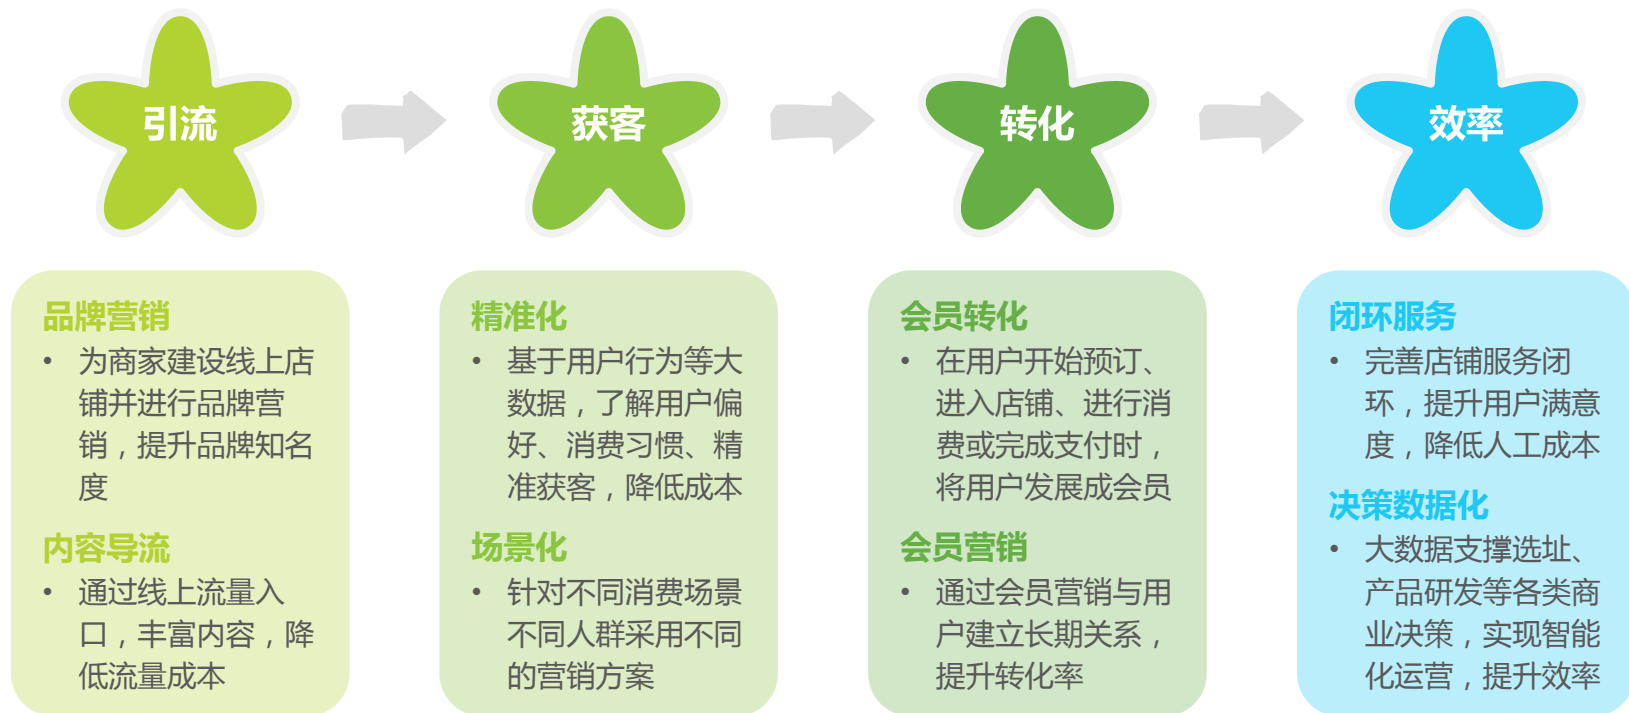 引流
获客
转化
效率
品牌营销
• 为商家建设线上店
铺并进行品牌营
销，提升品牌知名
度
内容导流
• 通过线上流量入
口，丰富内容，降
低流量成本
精准化
• 基于用户行为等大
数据，了解用户偏
好、消费习惯、精
准获客，降低成本
场景化
• 针对不同消费场景
不同人群采用不同
的营销方案
会员转化
• 在用户开始预订、
进入店铺、进行消
费或完成支付时，
将用户发展成会员
会员营销
• 通过会员营销与用
户建立长期关系，
提升转化率
闭环服务
• 完善店铺服务闭
环，提升用户满意
度，降低人工成本
决策数据化
• 大数据支撑选址、
产品研发等各类商
业决策，实现智能
化运营，提升效率